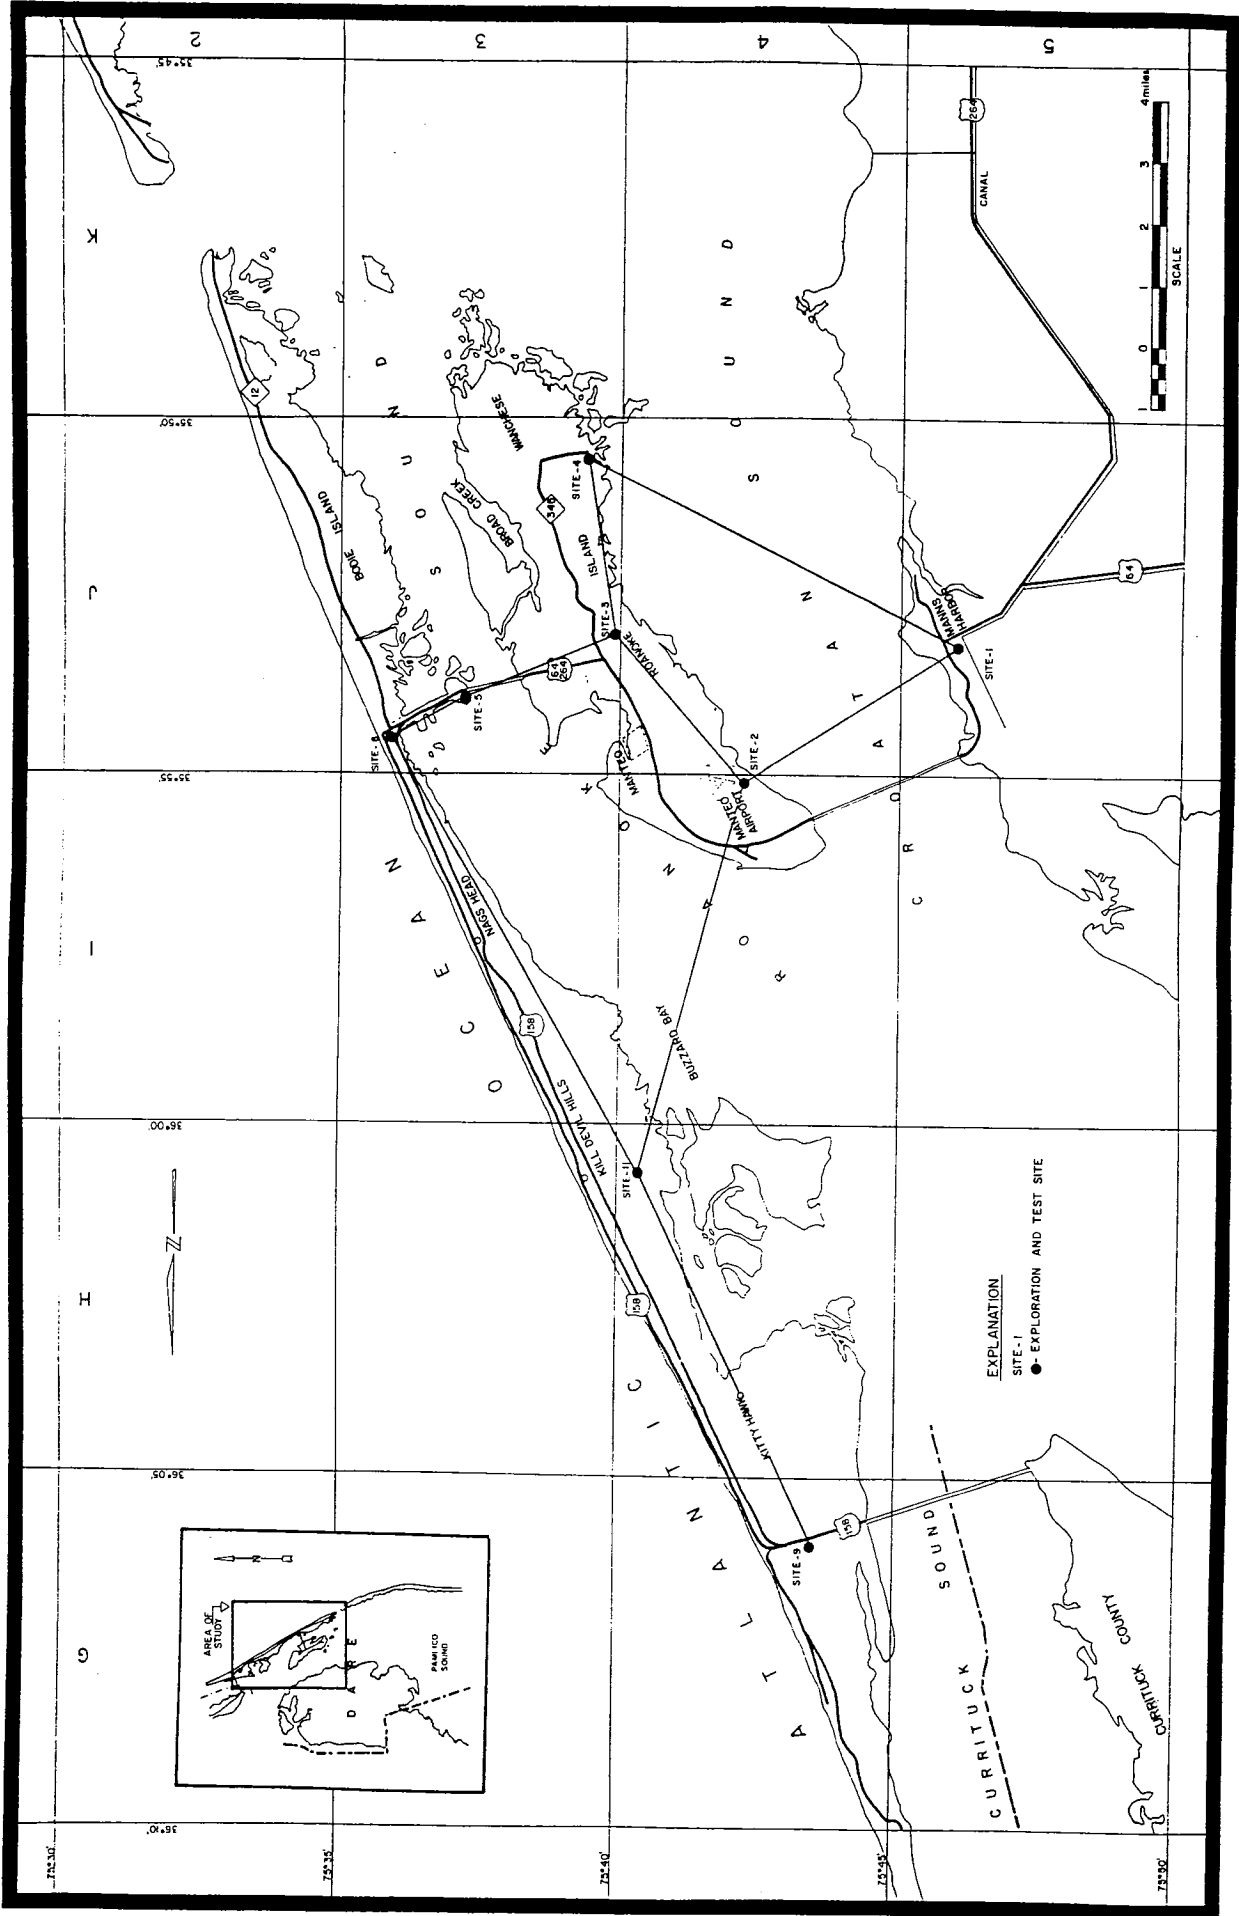 2
3
4
5
35°45'
K
12
35°50'
BODIE ISLAND
SOUND
WANCHESE
BROAD CREEK
345
SITE-4
ROANOKE ISLAND
SITE-3
SOUND
CANAL
264
4 miles
3
2
1
0
1
SCALE
64
MANNS
HARBOR
SITE-1
J
64
264
SITE-5
SITE-6
35°55'
MANTEO
SITE-2
MANTEO
AIRPORT
CROATAN
ROANOKE
NAGS HEAD
I
158
BUZZARD BAY
KILL DEVIL HILLS
36°00'
SITE-11
N
H
158
ATLANTIC OCEAN
KITTY HAWK
36°05'
EXPLANATION
SITE-1
- EXPLORATION AND TEST SITE
SITE-9
158
CURRITUCK SOUND
CURRITUCK COUNTY
AREA OF
STUDY
N
DARE
PAMLICO
SOUND
G
36°10'
75°30'
75°35'
75°40'
75°45'
75°50'